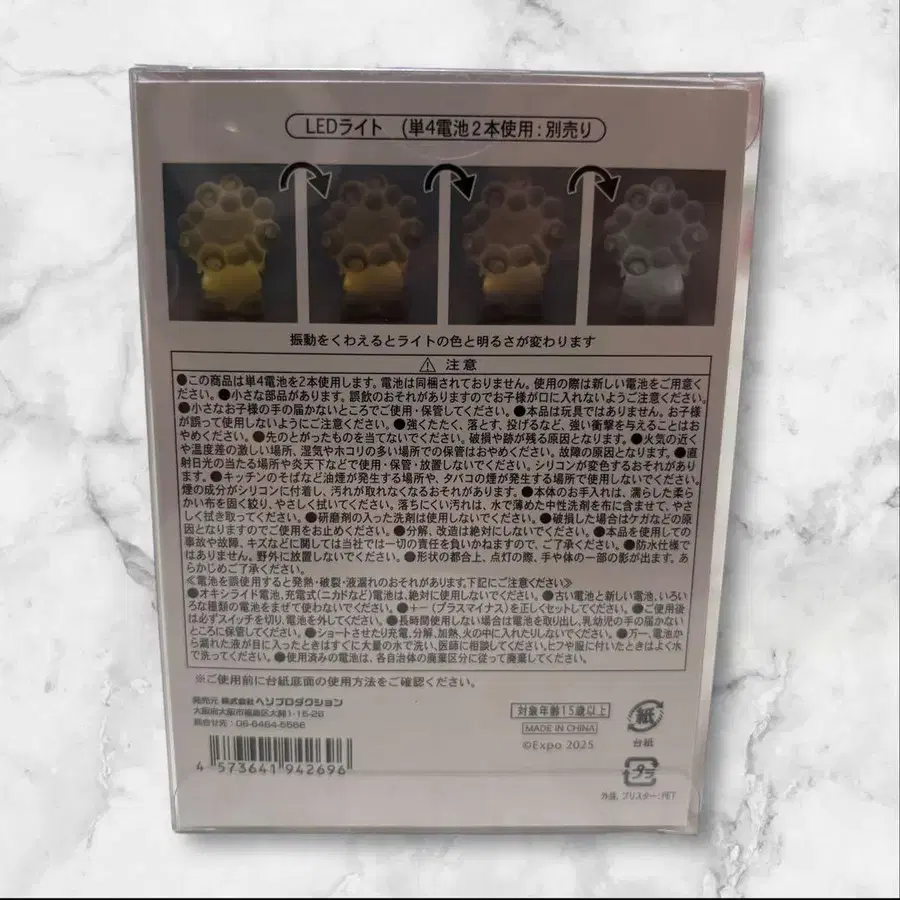 LEDライト (単4電池2本使用:別売り)
振動をくわえるとライトの色と明るさが変わります
⚠ 注意
●この商品は単4電池を2本使用します。電池は同梱されておりません。使用の際は新しい電池をご用意く
ださい。●小さな部品があります。誤飲のおそれがありますのでお子様が口に入れないようご注意ください。
●小さなお子様の手の届かないところでご使用・保管してください。●本品は玩具ではありません。お子様
が誤って使用しないようにご注意ください。●強くたたく、落とす、投げるなど、強い衝撃を与えることはお
やめください。●先のとがったものを当てないでください。破損や跡が残る原因となります。●火気の近く
や温度差の激しい場所、湿気やホコリの多い場所での保管はおやめください。故障の原因となります。●直
射日光の当たる場所や炎天下などで使用・保管・放置しないでください。シリコンが変色するおそれがあり
ます。●キッチンのそばなど油煙が発生する場所や、タバコの煙が発生する場所で使用しないでください。
煙の成分がシリコンに付着し、汚れが取れなくなるおそれがあります。●本体のお手入れは、濡らした柔ら
かい布を固く絞り、やさしく拭いてください。落ちにくい汚れは、水で薄めた中性洗剤を布に含ませて、やさ
しく拭き取ってください。●研磨剤の入った洗剤は使用しないでください。●破損した場合はケガなどの原
因となりますのでご使用をお止めください。●分解、改造は絶対にしないでください。●本品を使用しての
事故や故障、キズなどに関しては当社では一切の責任を負いかねますので、ご了承ください。●防水仕様で
はありません。野外に放置しないでください。●形状の都合上、点灯の際、手や体の一部の影が出ます。あ
らかじめご了承ください。
≪電池を誤使用すると発熱・破裂・液漏れのおそれがあります。下記にご注意ください≫
●オキシライド電池、充電式(ニカドなど)電池は、絶対に使用しないでください。●古い電池と新しい電池、いろい
ろな種類の電池をまぜて使わないでください。●+ー(プラスマイナス)を正しくセットしてください。●ご使用後
は必ずスイッチを切り、電池を外してください。●長時間使用しない場合は電池を取り出し、乳幼児の手の届かない
ところに保管してください。●ショートさせたり充電、分解、加熱、火の中に入れたりしないでください。●万一、電池か
ら漏れた液が目に入ったときはすぐに大量の水で洗い、医師に相談してください。ヒフや服に付いたときはよく水
で洗ってください。●使用済みの電池は、各自治体の廃棄区分に従って廃棄してください。
※ご使用前に台紙底面の使用方法をご確認ください。
発売元 株式会社ヘソプロダクション
大阪府大阪市福島区大開1-15-26
問合せ先:06-6464-5556
4 573641 942696
対象年齢15歳以上
MADE IN CHINA
©Expo 2025
紙
台紙
プラ
外装、ブリスター:PET